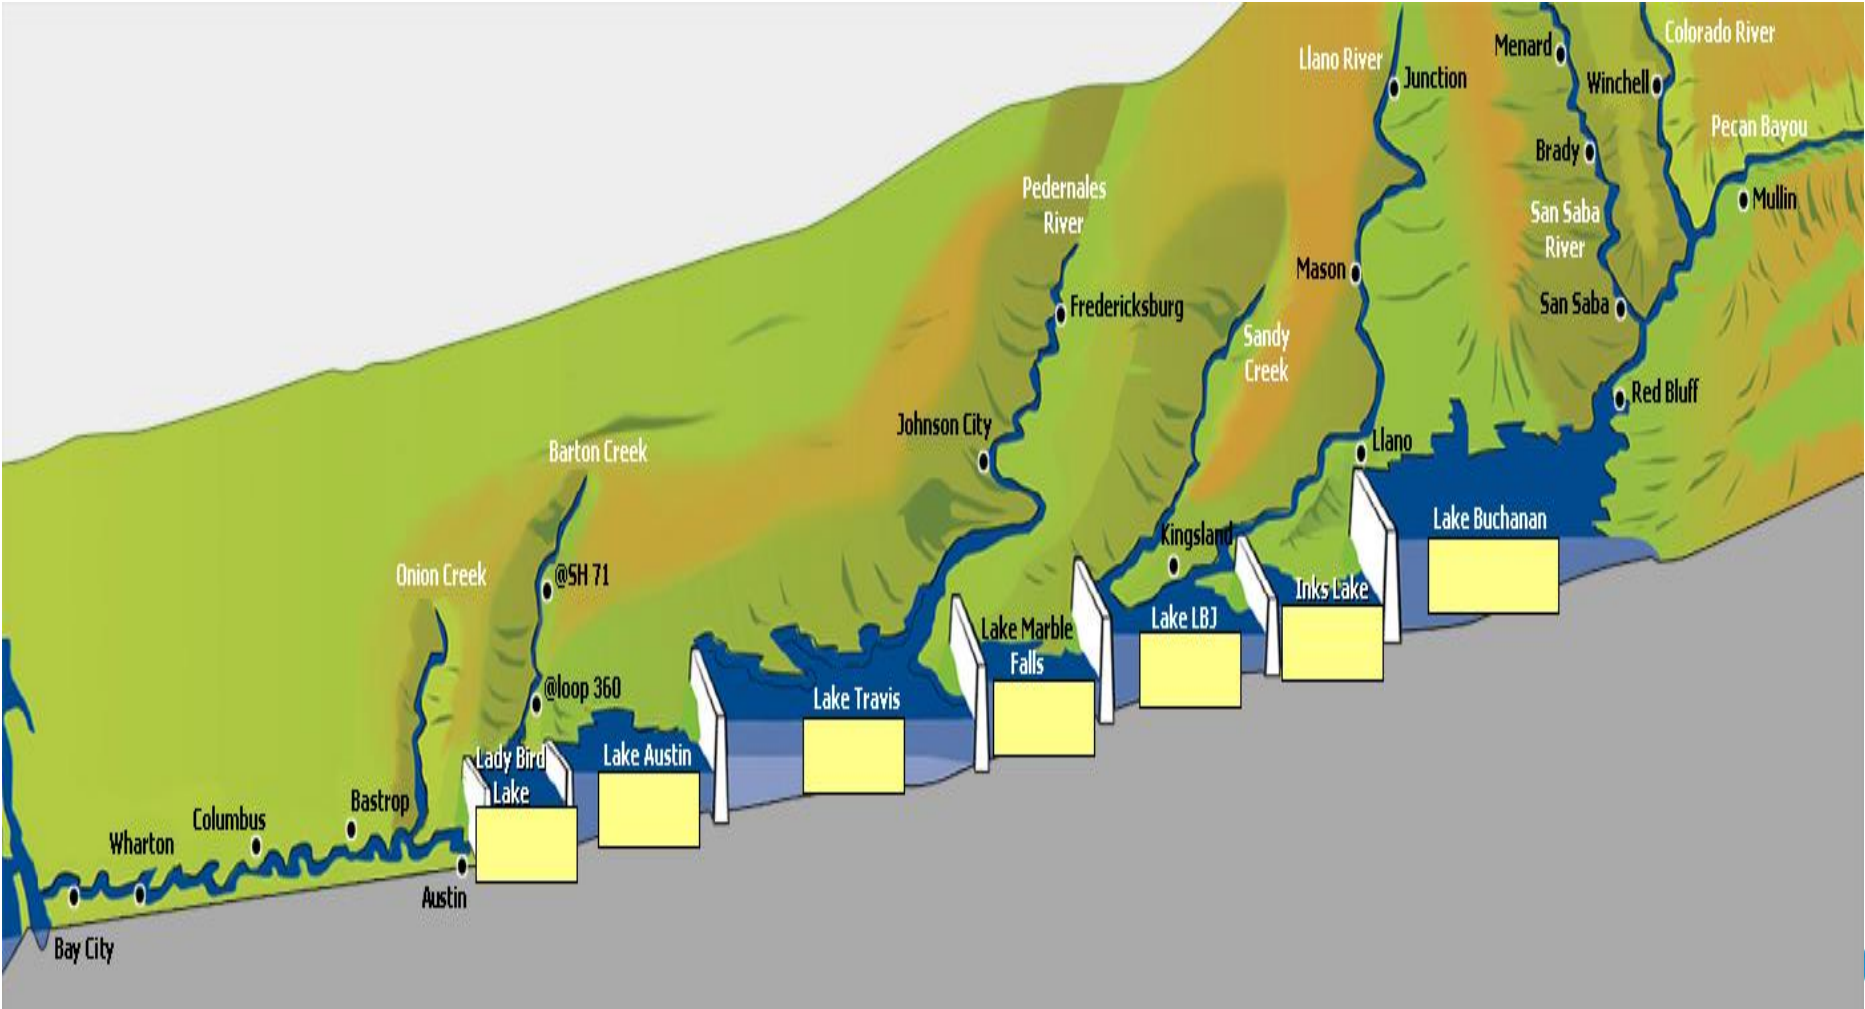 Colorado River
Menard
Llano River
Junction
Winchell
Pecan Bayou
Brady
Pedernales
River
Mullin
San Saba
River
Mason
San Saba
Fredericksburg
Sandy
Creek
Red Bluff
Johnson City
Llano
Barton Creek
Lake Buchanan
Kingsland
Onion Creek
@SH 71
Inks Lake
Lake LBJ
Lake Marble
Falls
@loop 360
Lake Travis
Lady Bird
Lake
Lake Austin
Bastrop
Columbus
Wharton
Austin
Bay City